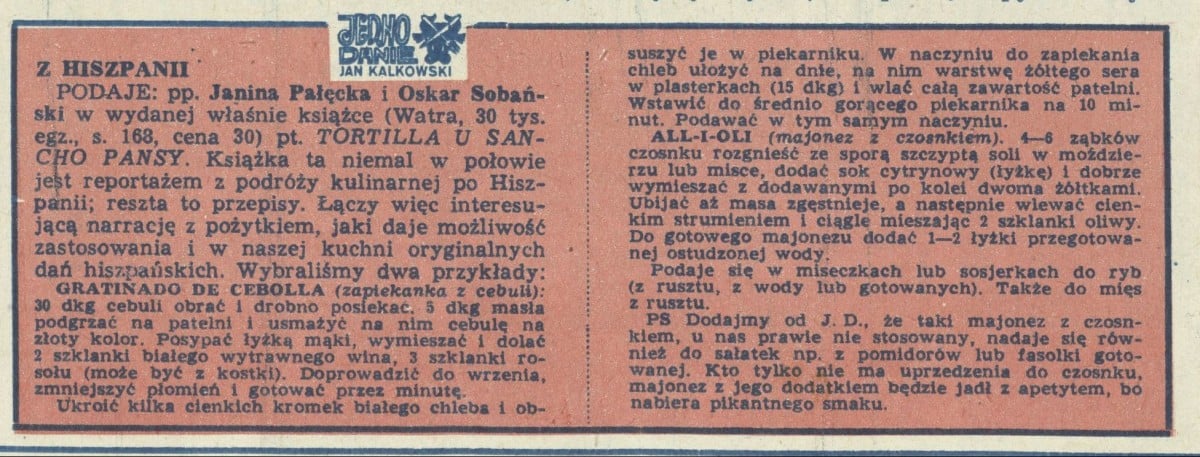 JEDNO
DANIE
JAN KALKOWSKI
Z HISZPANII
PODAJE: pp. Janina Pałęcka i Oskar Sobań-
ski w wydanej właśnie książce (Watra, 30 tys.
egz., s. 168, cena 30) pt. TORTILLA U SAN-
CHO PANSY. Książka ta niemal w połowie
jest reportażem z podróży kulinarnej po Hisz-
panii; reszta to przepisy. Łączy więc interesu-
jącą narrację z pożytkiem, jaki daje możliwość
zastosowania i w naszej kuchni oryginalnych
dań hiszpańskich. Wybraliśmy dwa przykłady:
GRATINADO DE CEBOLLA (zapiekanka z cebuli):
30 dkg cebuli obrać i drobno posiekać. 5 dkg masła
podgrzać na patelni i usmażyć na nim cebulę na
złoty kolor. Posypać łyżką mąki, wymieszać i dolać
2 szklanki białego wytrawnego wina, 3 szklanki ro-
sołu (może być z kostki). Doprowadzić do wrzenia,
zmniejszyć płomień i gotować przez minutę.
Ukroić kilka cienkich kromek białego chleba i ob-
suszyć je w piekarniku. W naczyniu do zapiekania
chleb ułożyć na dnie, na nim warstwę żółtego sera
w plasterkach (15 dkg) i wlać całą zawartość patelni.
Wstawić do średnio gorącego piekarnika na 10 mi-
nut. Podawać w tym samym naczyniu.
ALL-I-OLI (majonez z czosnkiem). 4—6 ząbków
czosnku rozgnieść ze sporą szczyptą soli w moździe-
rzu lub misce, dodać sok cytrynowy (łyżkę) i dobrze
wymieszać z dodawanymi po kolei dwoma żółtkami.
Ubijać aż masa zgęstnieje, a następnie wlewać cien-
kim strumieniem i ciągle mieszając 2 szklanki oliwy.
Do gotowego majonezu dodać 1—2 łyżki przegotowa-
nej ostudzonej wody.
Podaje się w miseczkach lub sosjerkach do ryb
(z rusztu, z wody lub gotowanych). Także do mięs
z rusztu.
PS Dodajmy od J. D., że taki majonez z czosn-
kiem, u nas prawie nie stosowany, nadaje się rów-
nież do sałatek np. z pomidorów lub fasolki goto-
wanej. Kto tylko nie ma uprzedzenia do czosnku,
majonez z jego dodatkiem będzie jadł z apetytem, bo
nabiera pikantnego smaku.